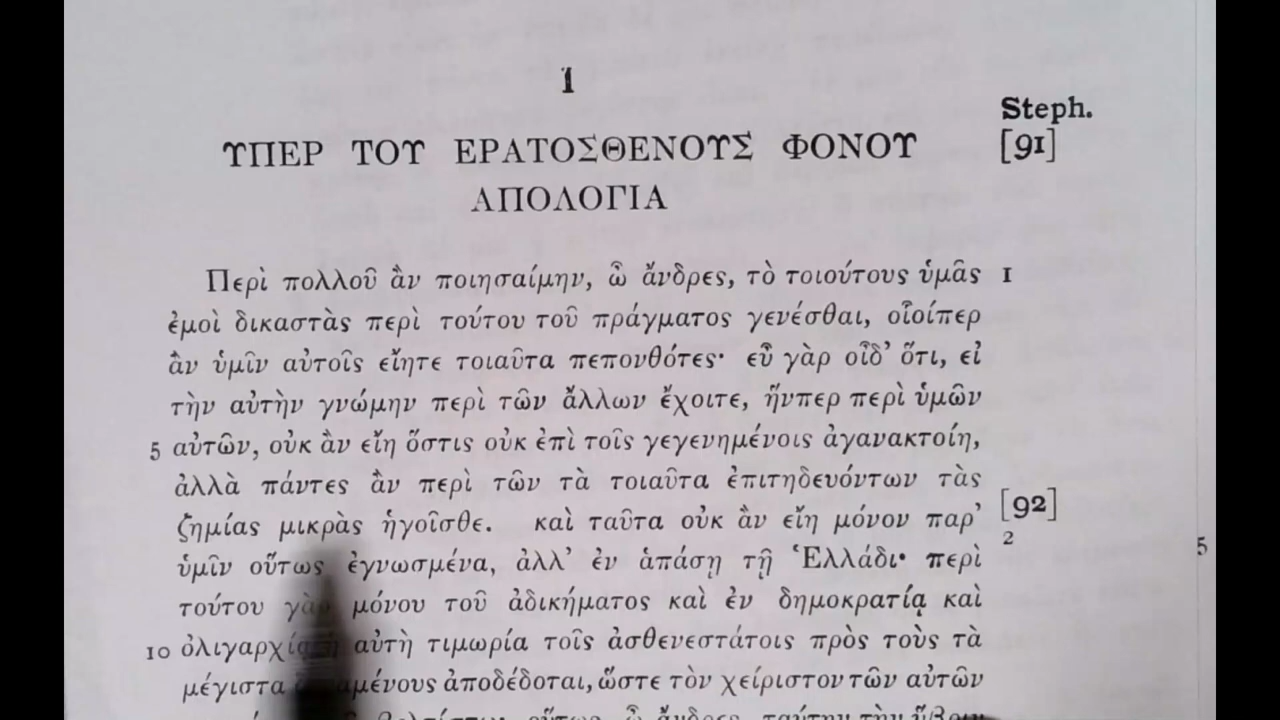 1
Steph.
ΥΠΕΡ ΤΟΥ ΕΡΑΤΟΣΘΕΝΟΥΣ ΦΟΝΟΥ [91]
ΑΠΟΛΟΓΙΑ
Περὶ πολλοῦ ἂν ποιησαίμην, ὦ ἄνδρες, τὸ τοιούτους ὑμᾶς 1
ἐμοὶ δικαστὰς περὶ τούτου τοῦ πράγματος γενέσθαι, οἷοίπερ
ἂν ὑμῖν αὐτοῖς εἴητε τοιαῦτα πεπονθότες· εὖ γὰρ οἶδ’ ὅτι, εἰ
τὴν αὐτὴν γνώμην περὶ τῶν ἄλλων ἔχοιτε, ἥνπερ περὶ ὑμῶν
5 αὐτῶν, οὐκ ἂν εἴη ὅστις οὐκ ἐπὶ τοῖς γεγενημένοις ἀγανακτοίη,
ἀλλὰ πάντες ἂν περὶ τῶν τὰ τοιαῦτα ἐπιτηδευόντων τὰς
ζημίας μικρὰς ἡγοῖσθε. καὶ ταῦτα οὐκ ἂν εἴη μόνον παρ’ [92]
2
ὑμῖν οὕτως ἐγνωσμένα, ἀλλ’ ἐν ἁπάσῃ τῇ Ἑλλάδι· περὶ 5
τούτου γὰρ μόνου τοῦ ἀδικήματος καὶ ἐν δημοκρατίᾳ καὶ
10 αὐτὴ τιμωρία τοῖς ἀσθενεστάτοις πρὸς τοὺς τὰ
μέγιστα ἀποδέδοται, ὥστε τὸν χείριστον τῶν αὐτῶν
οὕτως, ὦ ἄνδρες, ταύτην τὴν ὕβριν